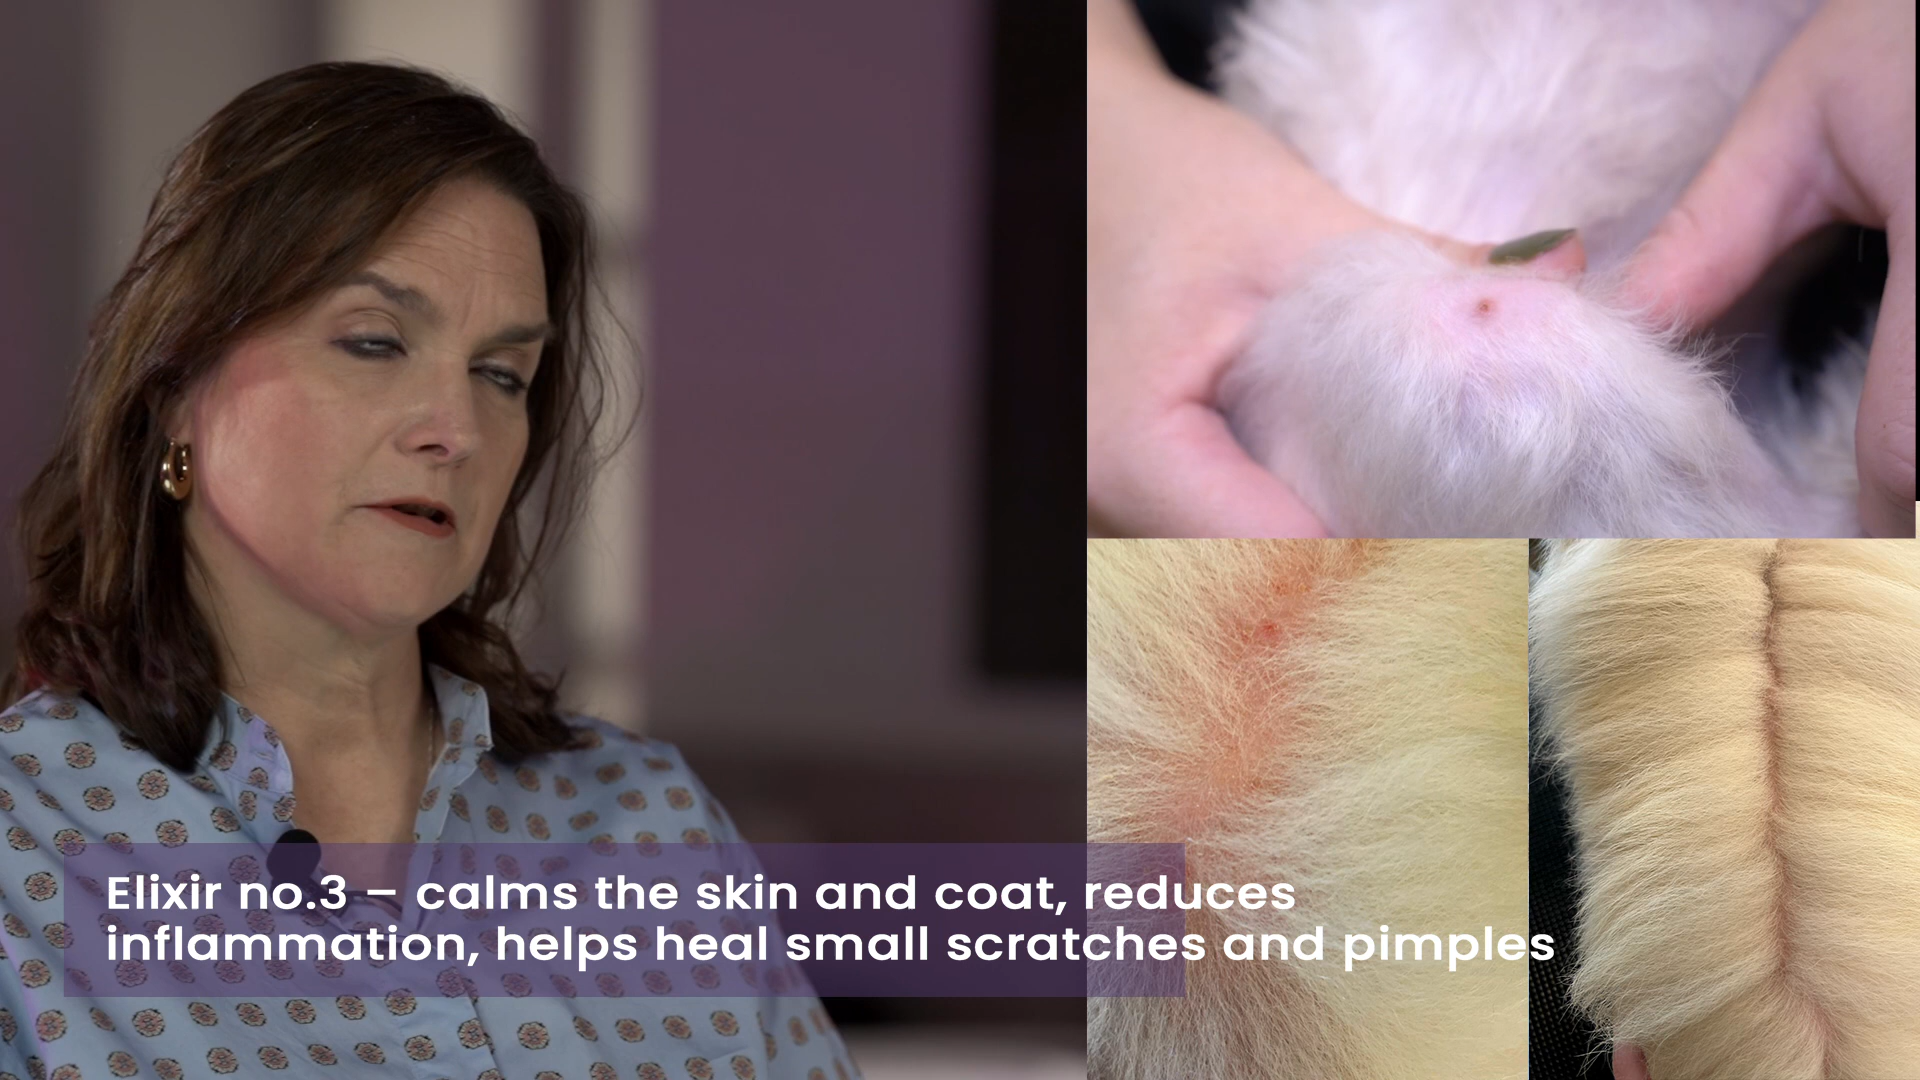 Elixir no.3 – calms the skin and coat, reduces
inflammation, helps heal small scratches and pimples